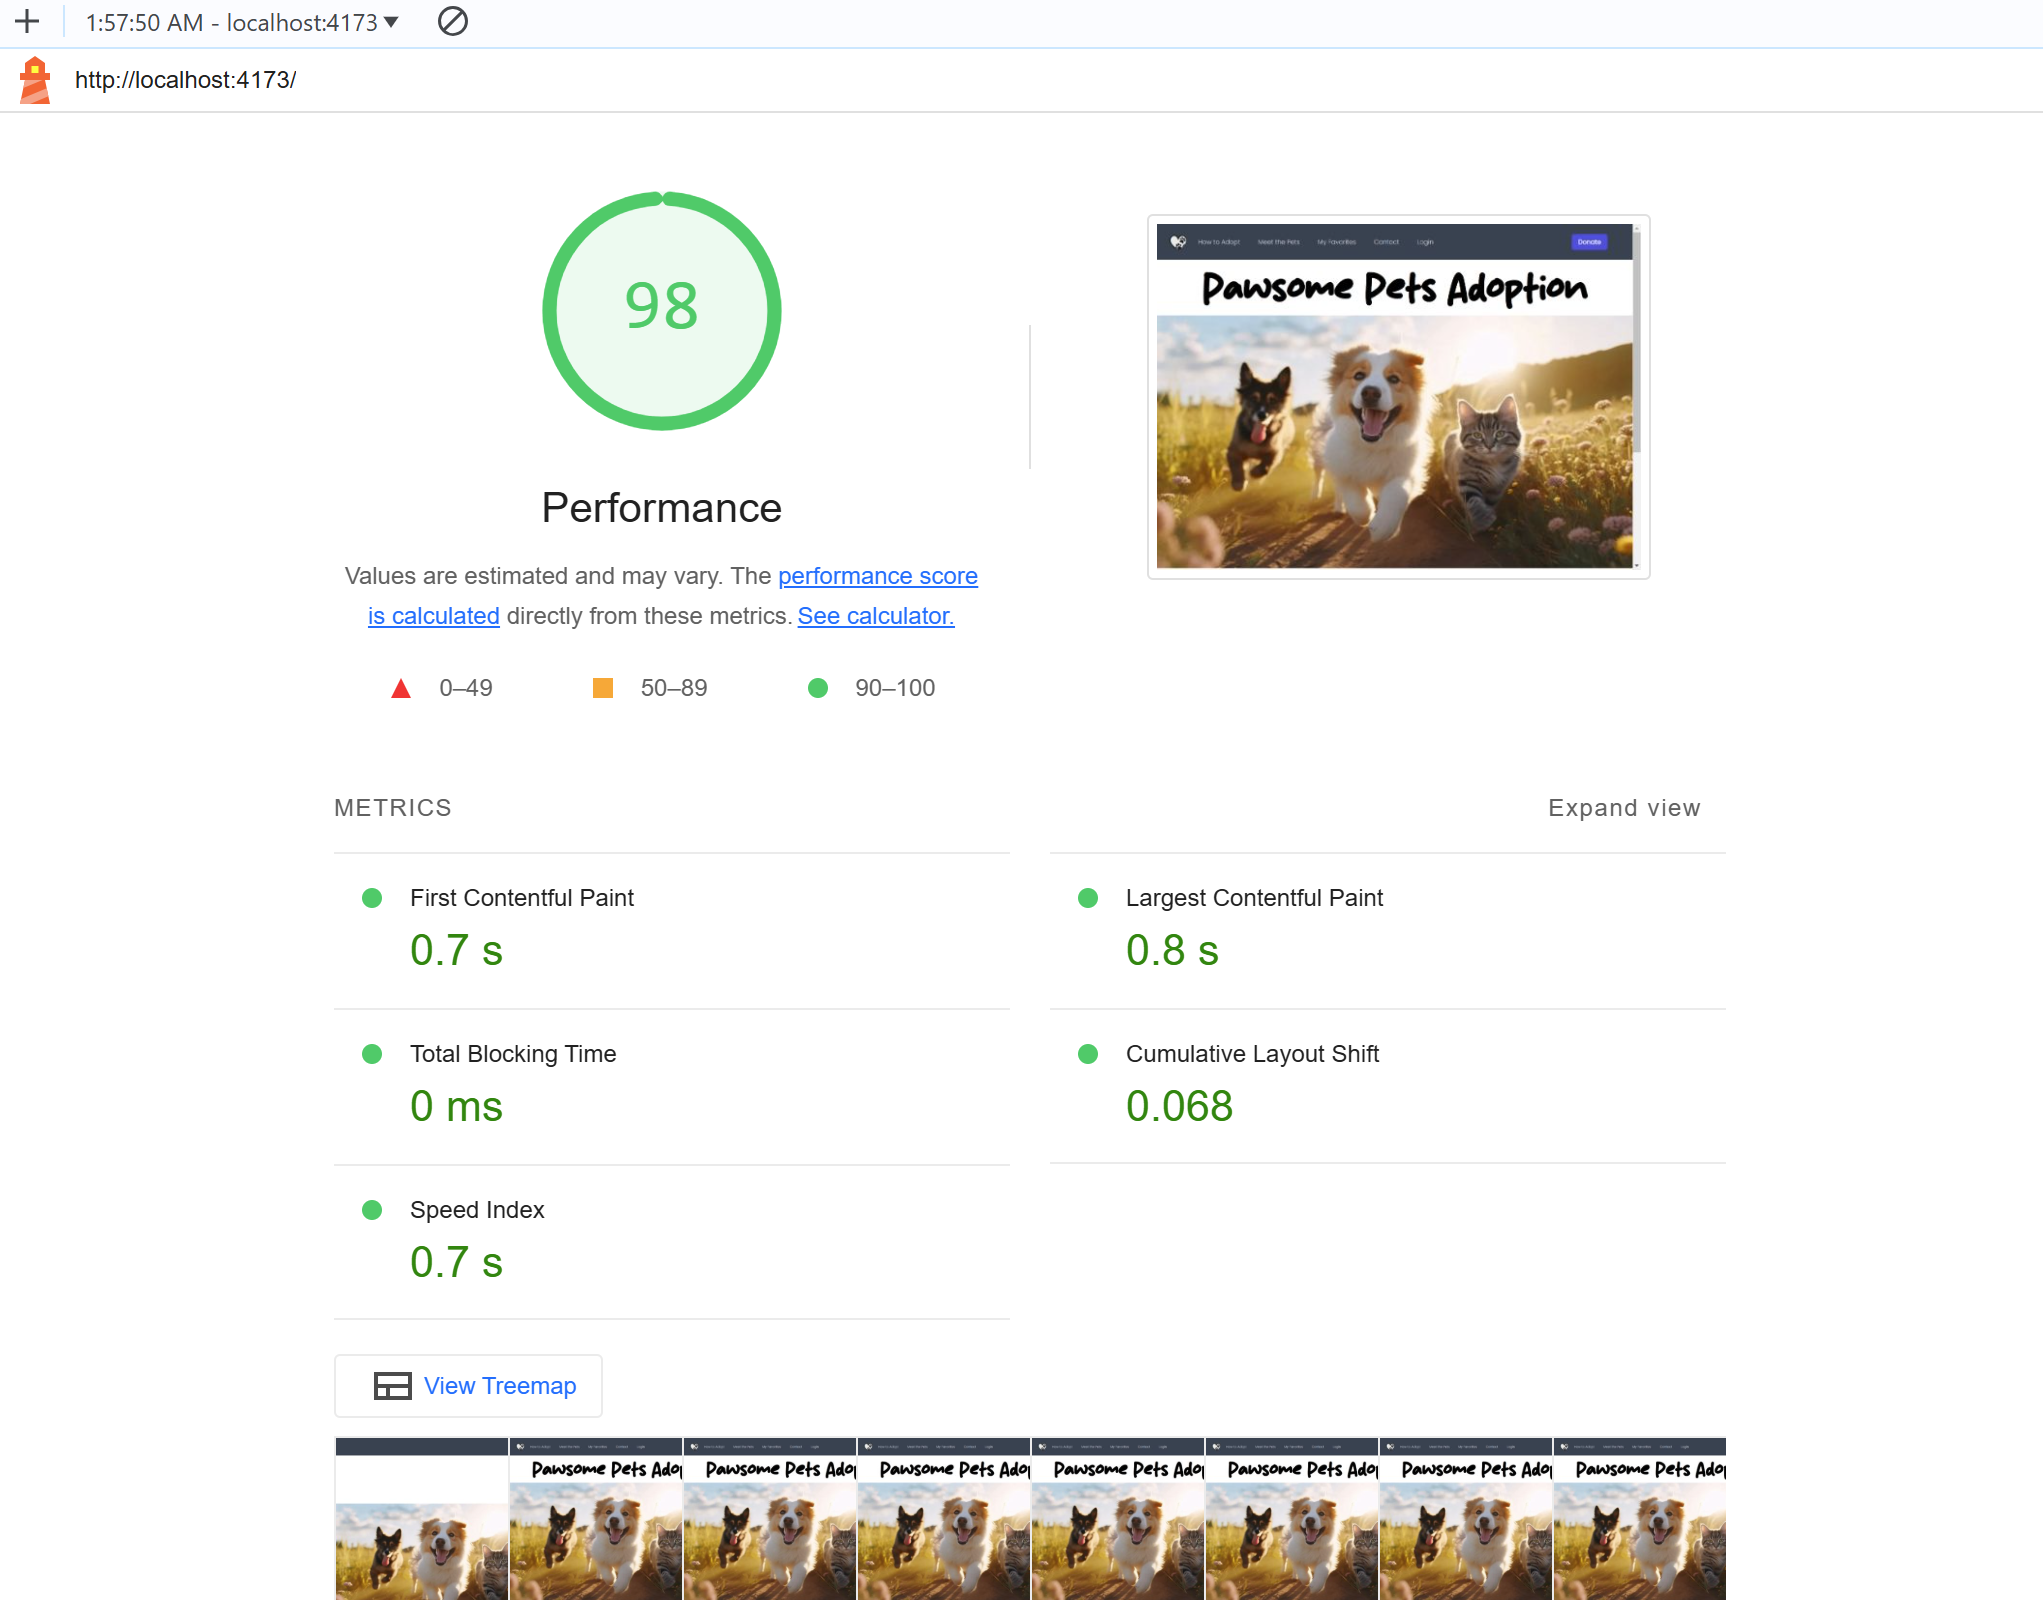 1:57:50 AM - localhost:4173
http://localhost:4173/
98
Performance
Values are estimated and may vary. The performance score
is calculated directly from these metrics. See calculator.
0–49
50–89
90–100
How to Adopt Meet the Pets My Favorites Contact Login Donate
Pawsome Pets Adoption
METRICS
Expand view
First Contentful Paint
0.7 s
Largest Contentful Paint
0.8 s
Total Blocking Time
0 ms
Cumulative Layout Shift
0.068
Speed Index
0.7 s
View Treemap
Pawsome Pets Ado
Pawsome Pets Ado
Pawsome Pets Ado
Pawsome Pets Ado
Pawsome Pets Ado
Pawsome Pets Ado
Pawsome Pets Ado